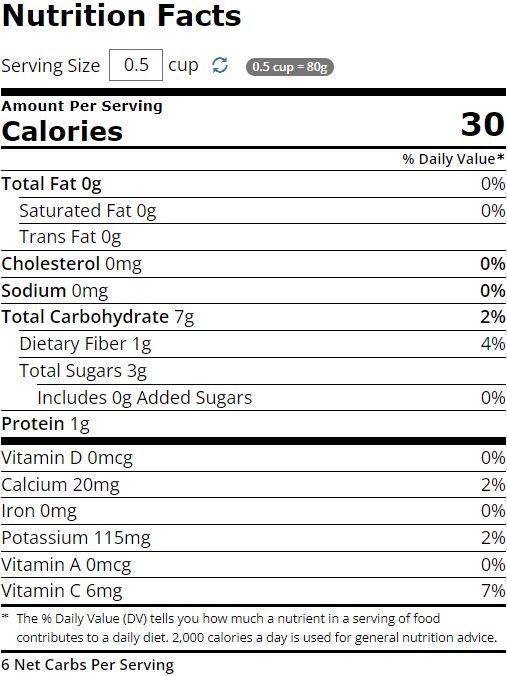 Nutrition Facts
Serving Size 0.5 cup 0.5 cup = 80g
Amount Per Serving
Calories 30
% Daily Value*
Total Fat 0g 0%
Saturated Fat 0g 0%
Trans Fat 0g
Cholesterol 0mg 0%
Sodium 0mg 0%
Total Carbohydrate 7g 2%
Dietary Fiber 1g 4%
Total Sugars 3g
Includes 0g Added Sugars 0%
Protein 1g
Vitamin D 0mcg 0%
Calcium 20mg 2%
Iron 0mg 0%
Potassium 115mg 2%
Vitamin A 0mcg 0%
Vitamin C 6mg 7%
* The % Daily Value (DV) tells you how much a nutrient in a serving of food
contributes to a daily diet. 2,000 calories a day is used for general nutrition advice.
6 Net Carbs Per Serving